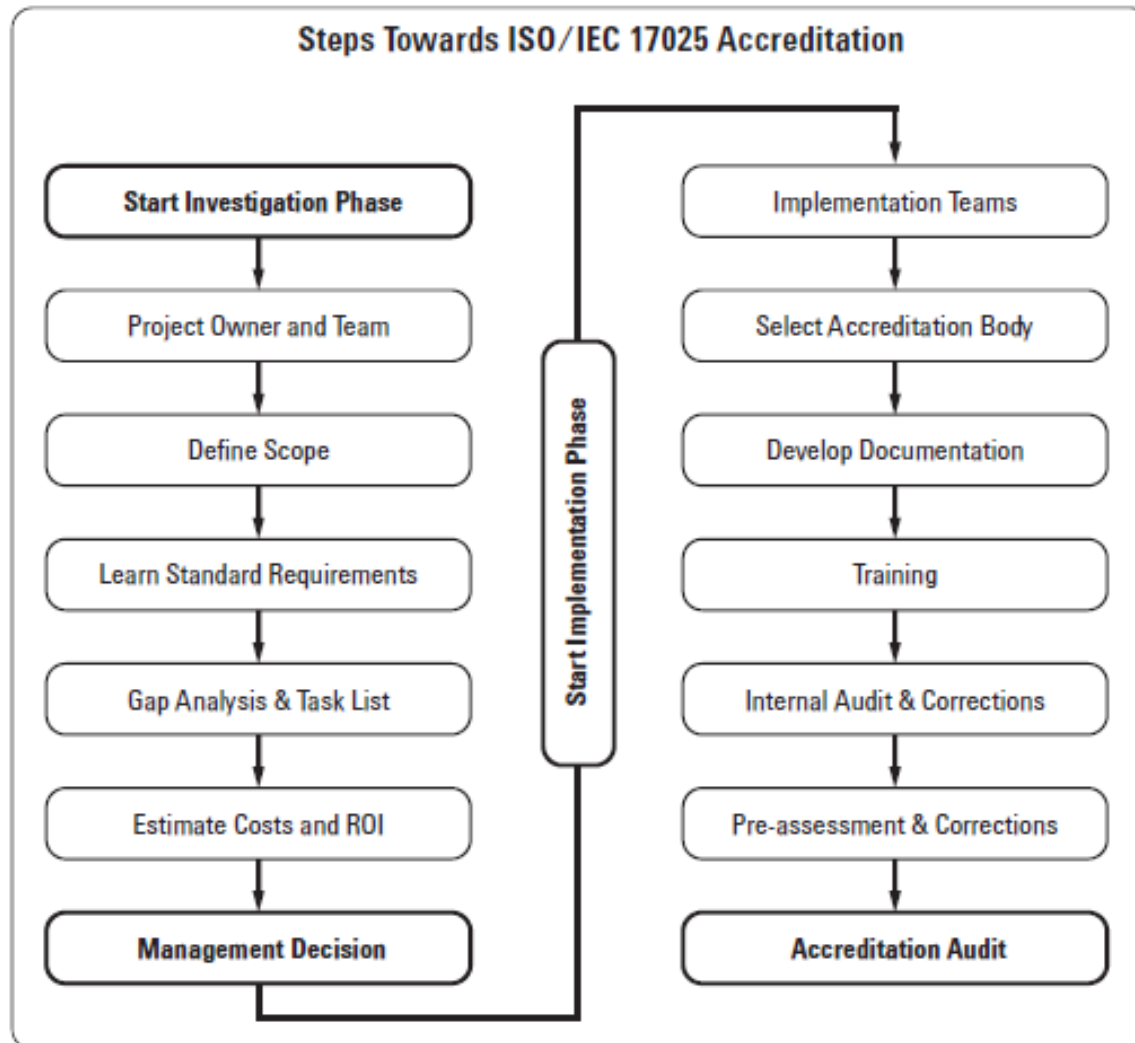 Steps Towards ISO/IEC 17025 Accreditation
Start Investigation Phase
Project Owner and Team
Define Scope
Learn Standard Requirements
Gap Analysis & Task List
Estimate Costs and ROI
Management Decision
Start Implementation Phase
Implementation Teams
Select Accreditation Body
Develop Documentation
Training
Internal Audit & Corrections
Pre-assessment & Corrections
Accreditation Audit